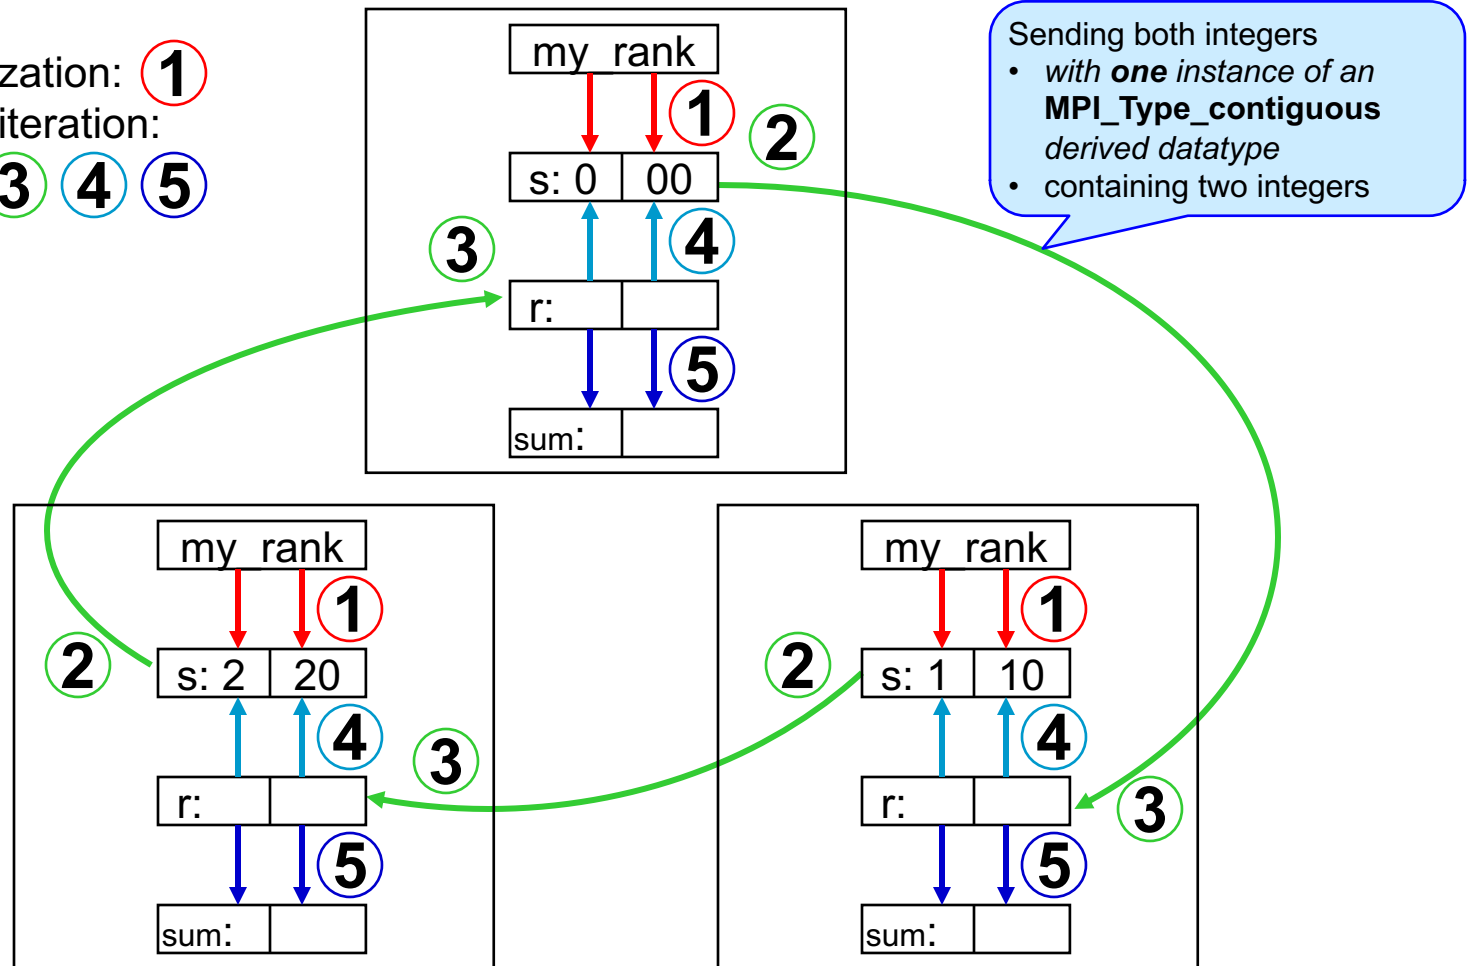 zation: 1
iteration:
3 4 5
my_rank
1
2
s: 0 00
3
4
r:
5
sum:
Sending both integers
• with one instance of an
MPI_Type_contiguous
derived datatype
• containing two integers
my_rank
1
2
s: 2 20
4
3
r:
5
sum:
my_rank
1
2
s: 1 10
4
r:
3
5
sum: